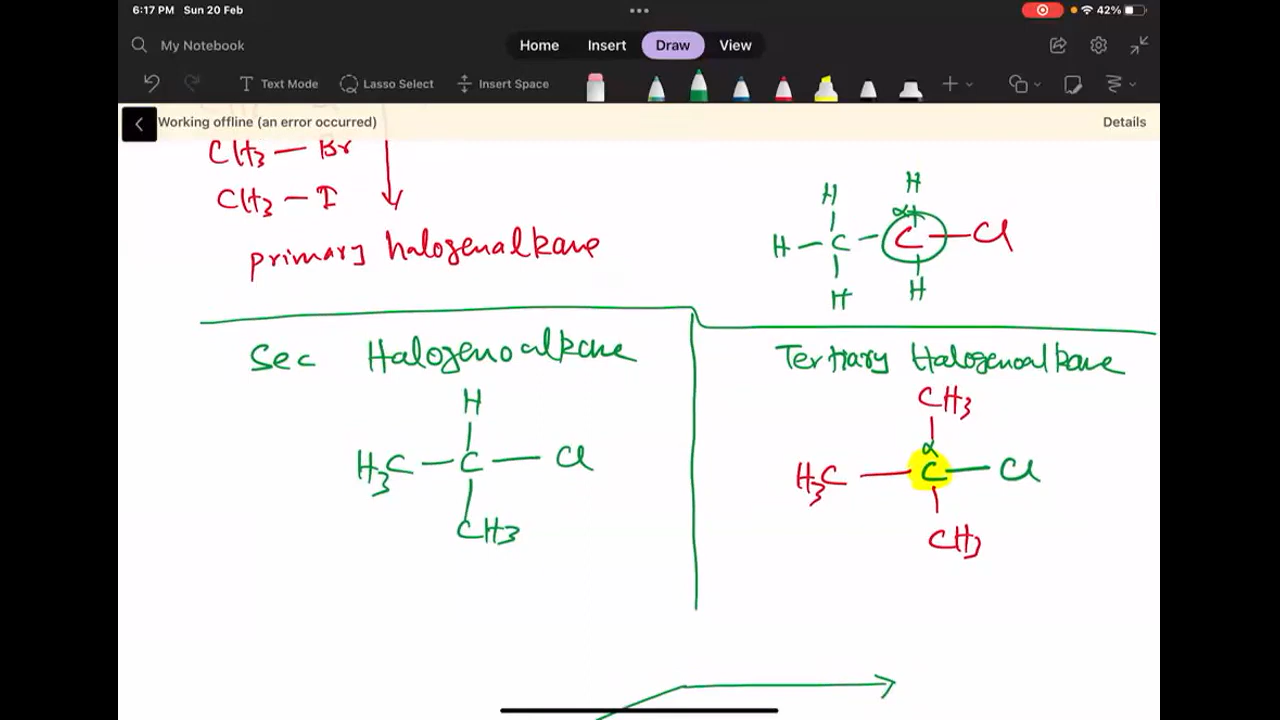 6:17 PM Sun 20 Feb
42%
My Notebook
Home Insert Draw View
Text Mode Lasso Select Insert Space
Working offline (an error occurred) Details
CH3 — Br
CH3 — I
primary halogenalkane
H H
α
H — C — C — Cl
H H
Sec Halogenoalkane
H
H3C — C — Cl
CH3
Tertiary Halogenoalkane
CH3
α
H3C — C — Cl
CH3